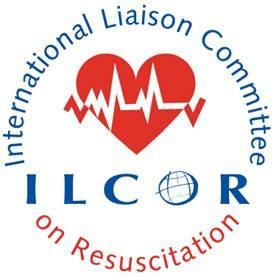 International Liaison Committee
ILCOR
on Resuscitation